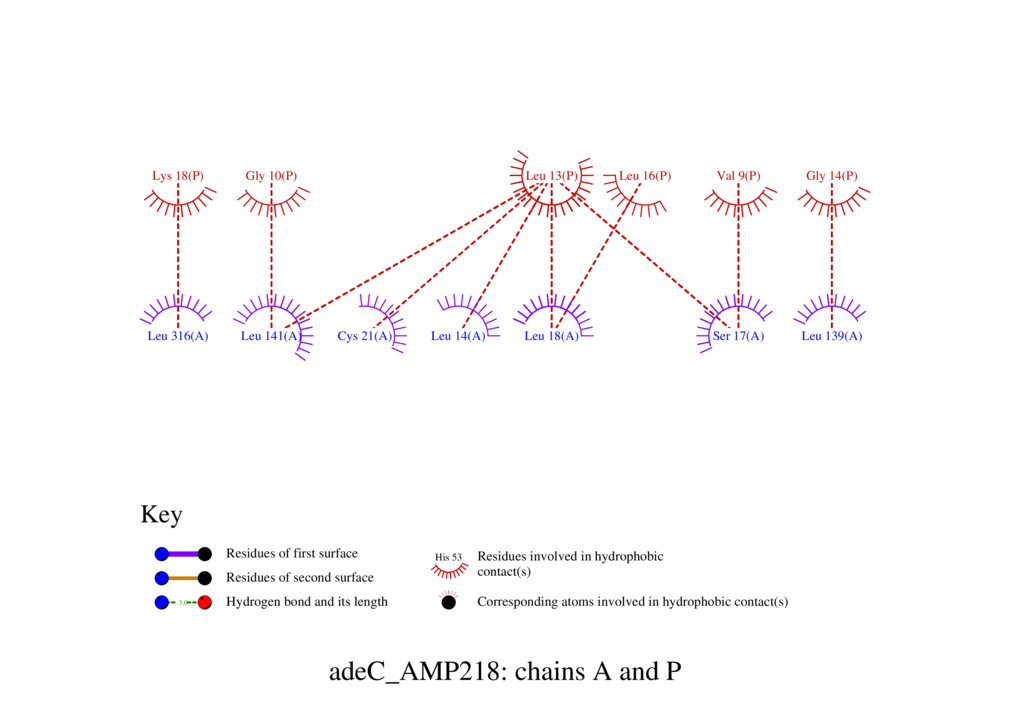 Lys 18(P) Gly 10(P) Leu 13(P) Leu 16(P) Val 9(P) Gly 14(P)
Leu 316(A) Leu 141(A) Cys 21(A) Leu 14(A) Leu 18(A) Ser 17(A) Leu 139(A)
Key
Residues of first surface
Residues of second surface
3.0
Hydrogen bond and its length
His 53
Residues involved in hydrophobic
contact(s)
Corresponding atoms involved in hydrophobic contact(s)
adeC_AMP218: chains A and P